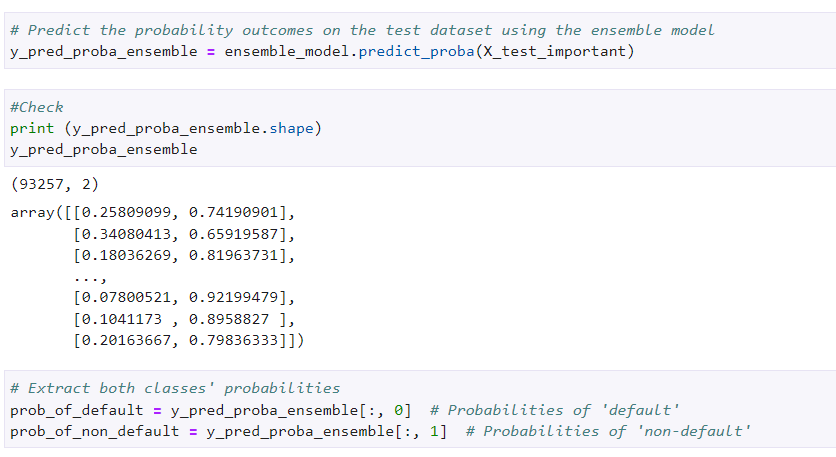 # Predict the probability outcomes on the test dataset using the ensemble model
y_pred_proba_ensemble = ensemble_model.predict_proba(X_test_important)
#Check
print (y_pred_proba_ensemble.shape)
y_pred_proba_ensemble
(93257, 2)
array([[0.25809099, 0.74190901],
       [0.34080413, 0.65919587],
       [0.18036269, 0.81963731],
       ...,
       [0.07800521, 0.92199479],
       [0.1041173 , 0.8958827 ],
       [0.20163667, 0.79836333]])
# Extract both classes' probabilities
prob_of_default = y_pred_proba_ensemble[:, 0]  # Probabilities of 'default'
prob_of_non_default = y_pred_proba_ensemble[:, 1]  # Probabilities of 'non-default'